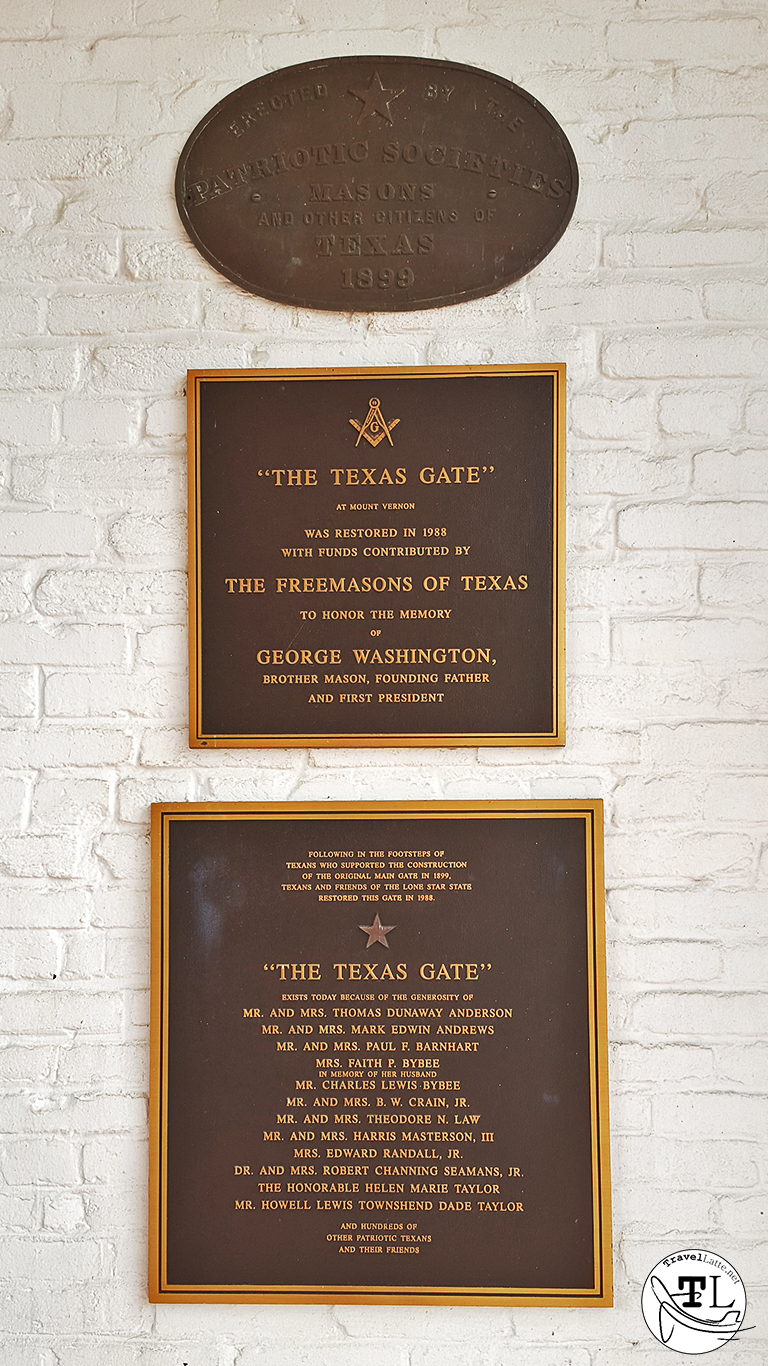 ERECTED BY THE
PATRIOTIC SOCIETIES
MASONS
AND OTHER CITIZENS OF
TEXAS
1899
G
“THE TEXAS GATE”
AT MOUNT VERNON
WAS RESTORED IN 1988
WITH FUNDS CONTRIBUTED BY
THE FREEMASONS OF TEXAS
TO HONOR THE MEMORY
OF
GEORGE WASHINGTON,
BROTHER MASON, FOUNDING FATHER
AND FIRST PRESIDENT
FOLLOWING IN THE FOOTSTEPS OF
TEXANS WHO SUPPORTED THE CONSTRUCTION
OF THE ORIGINAL MAIN GATE IN 1899,
TEXANS AND FRIENDS OF THE LONE STAR STATE
RESTORED THIS GATE IN 1988.
“THE TEXAS GATE”
EXISTS TODAY BECAUSE OF THE GENEROSITY OF
MR. AND MRS. THOMAS DUNAWAY ANDERSON
MR. AND MRS. MARK EDWIN ANDREWS
MR. AND MRS. PAUL F. BARNHART
MRS. FAITH P. BYBEE
IN MEMORY OF HER HUSBAND
MR. CHARLES LEWIS BYBEE
MR. AND MRS. B. W. CRAIN, JR.
MR. AND MRS. THEODORE N. LAW
MR. AND MRS. HARRIS MASTERSON, III
MRS. EDWARD RANDALL, JR.
DR. AND MRS. ROBERT CHANNING SEAMANS, JR.
THE HONORABLE HELEN MARIE TAYLOR
MR. HOWELL LEWIS TOWNSHEND DADE TAYLOR
AND HUNDREDS OF
OTHER PATRIOTIC TEXANS
AND THEIR FRIENDS
TravelLatte.net
TL